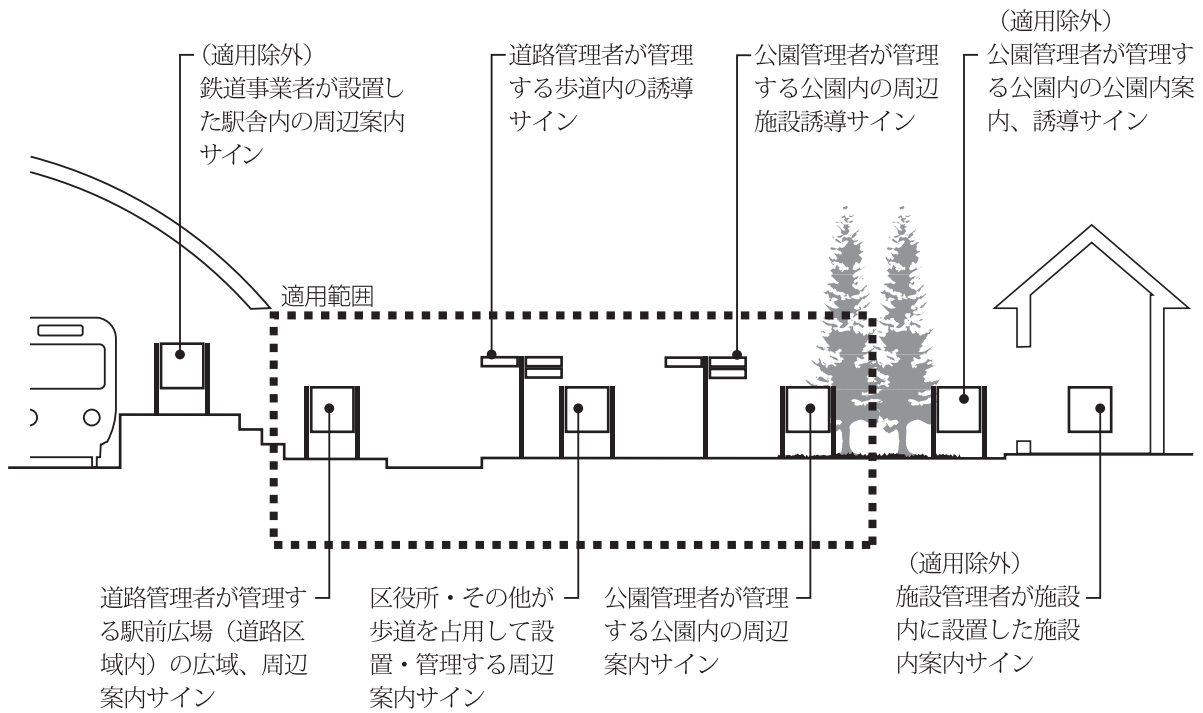 （適用除外）
鉄道事業者が設置し
た駅舎内の周辺案内
サイン
道路管理者が管理
する歩道内の誘導
サイン
公園管理者が管理
する公園内の周辺
施設誘導サイン
（適用除外）
公園管理者が管理す
る公園内の公園内案
内、誘導サイン
適用範囲
道路管理者が管理す
る駅前広場（道路区
域内）の広域、周辺
案内サイン
区役所・その他が
歩道を占用して設
置・管理する周辺
案内サイン
公園管理者が管理
する公園内の周辺
案内サイン
（適用除外）
施設管理者が施設
内に設置した施設
内案内サイン